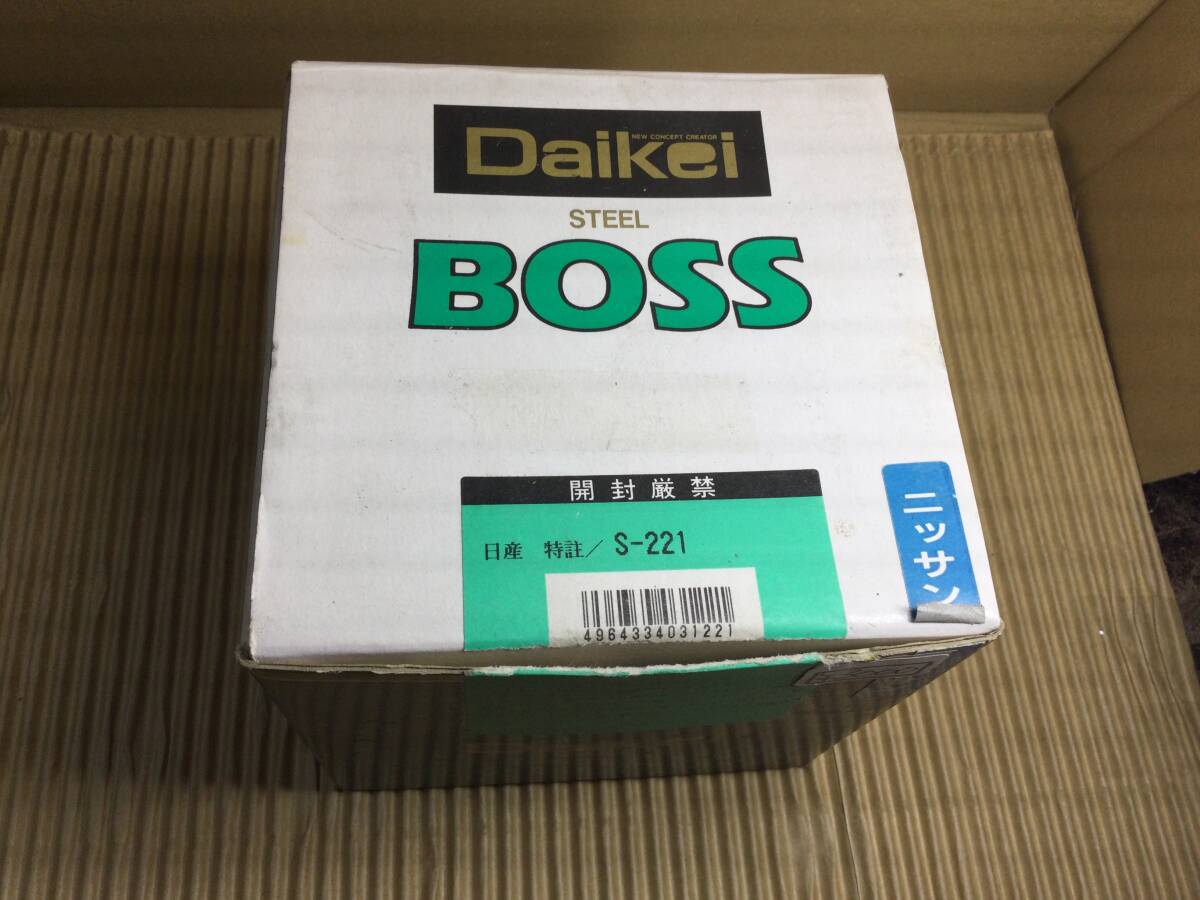 NEW CONCEPT CREATOR
Daikei
STEEL
BOSS
開封厳禁
日産 特註/ S-221
4964334031221
ニッサン